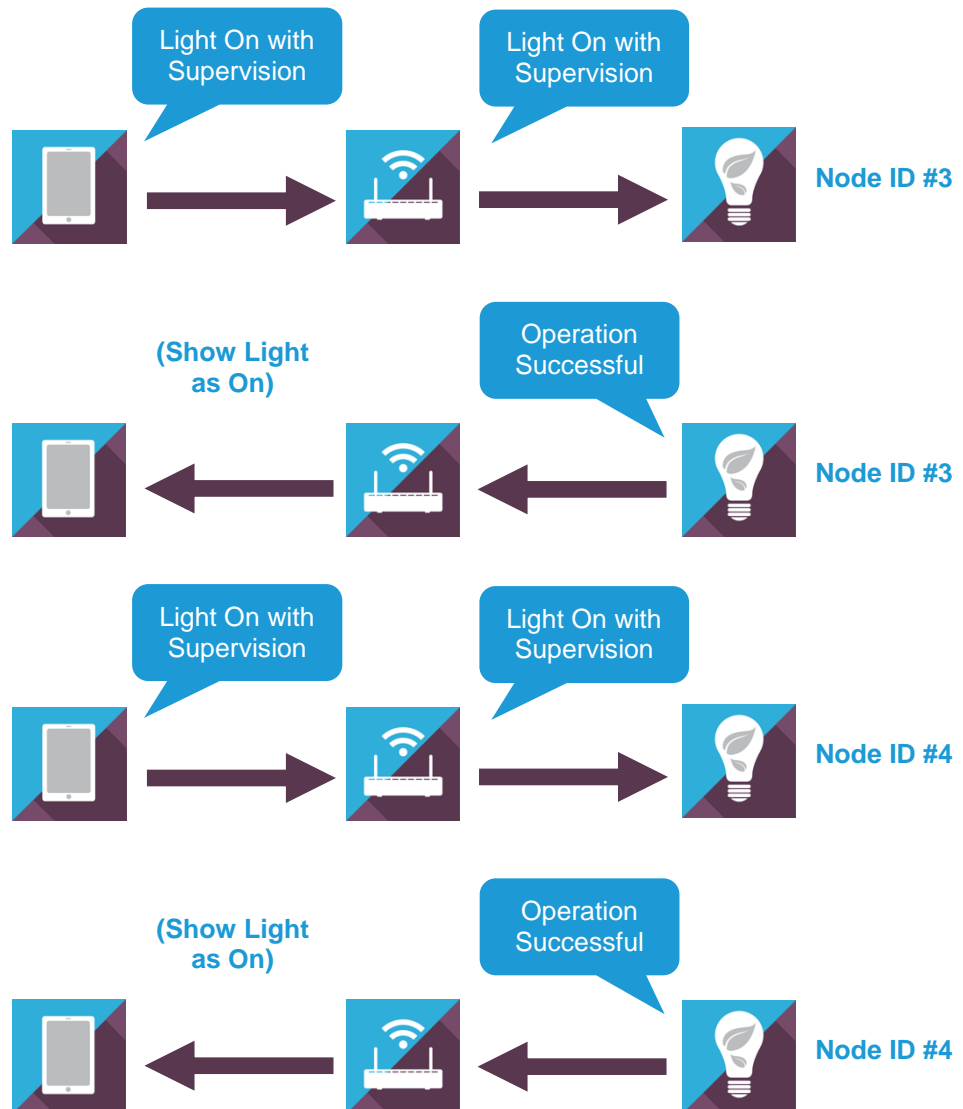 Light On with
Supervision
Light On with
Supervision
Node ID #3
(Show Light
as On)
Operation
Successful
Node ID #3
Light On with
Supervision
Light On with
Supervision
Node ID #4
(Show Light
as On)
Operation
Successful
Node ID #4